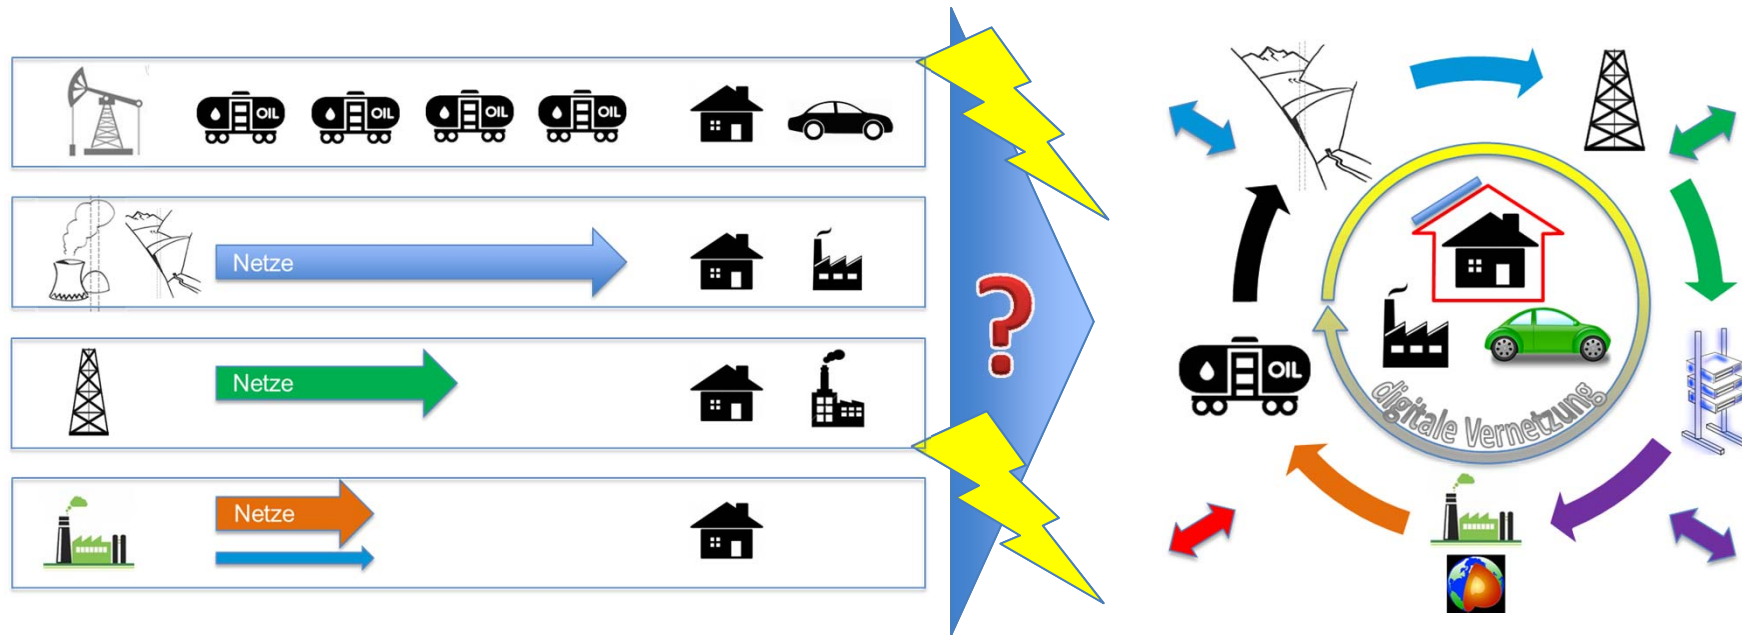 OIL OIL OIL OIL
Netze
Netze
Netze
?
OIL
digitale Vernetzung